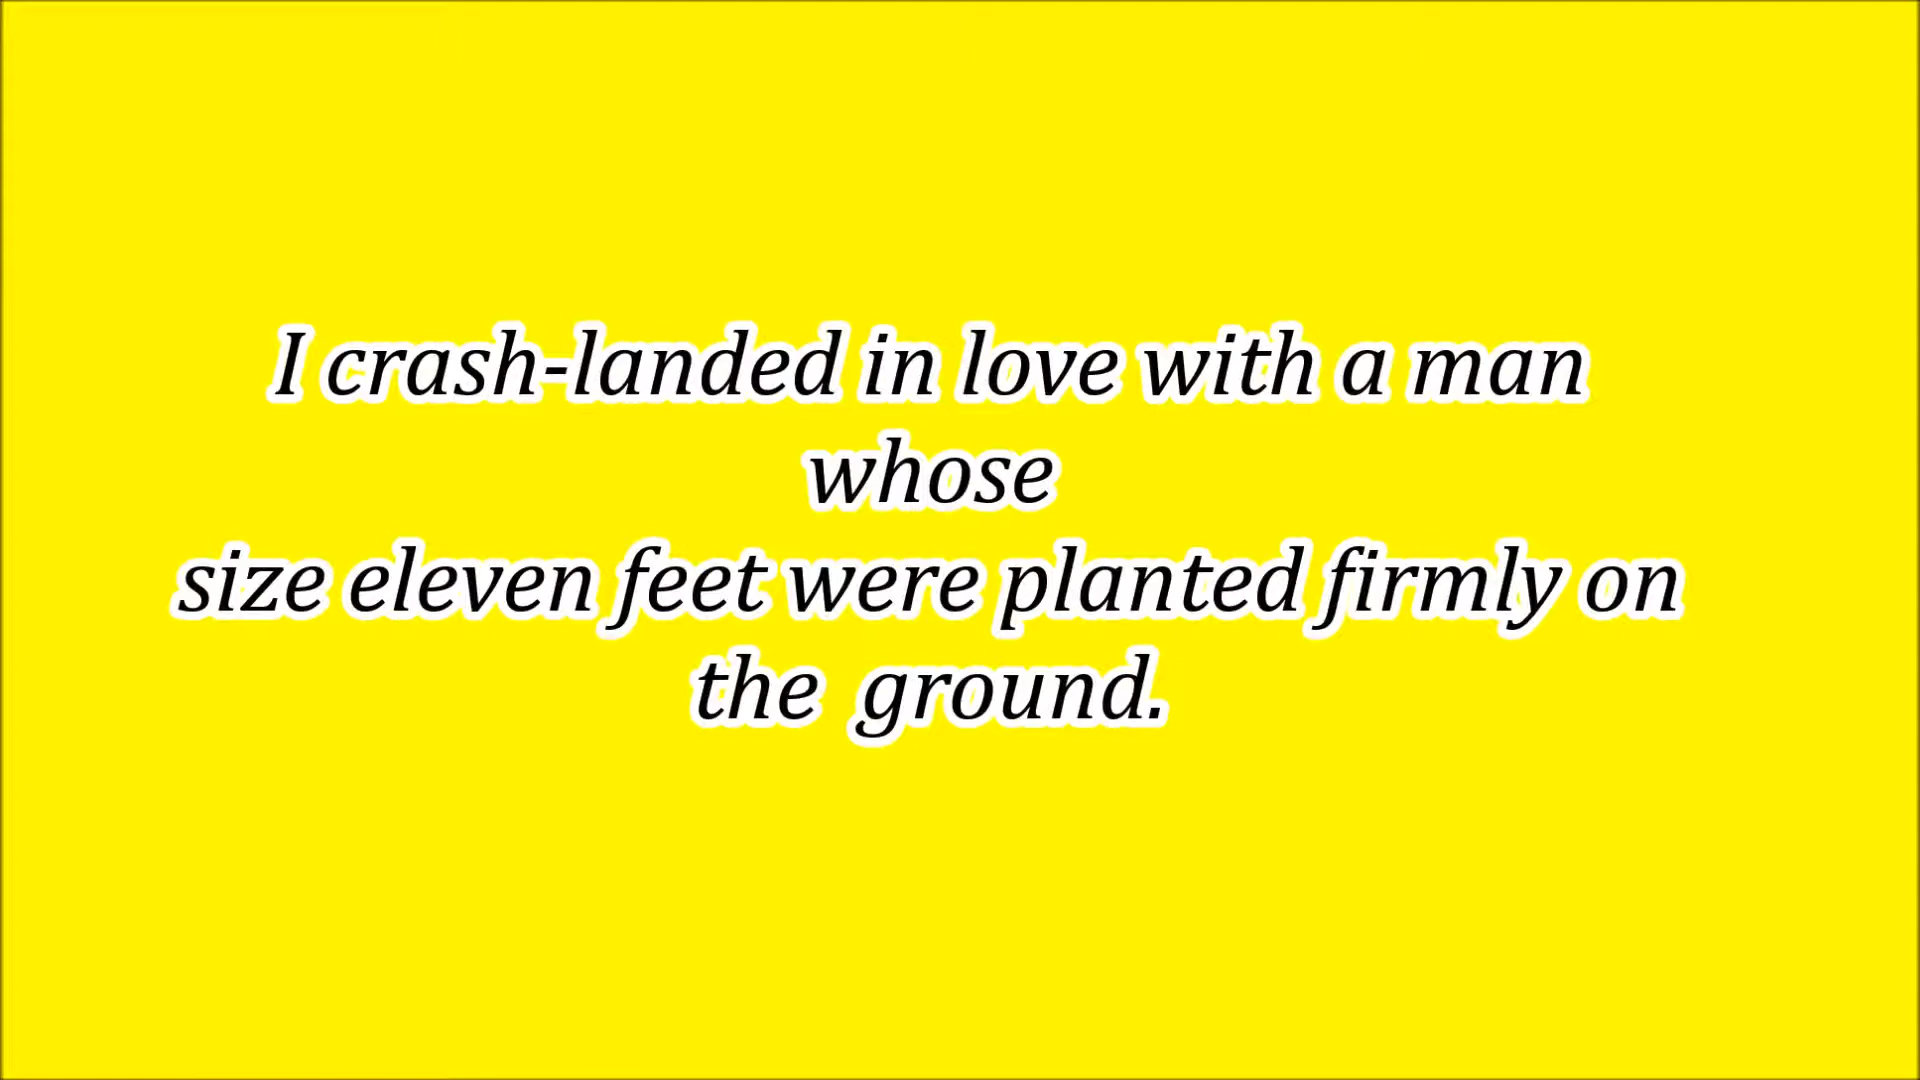 I crash-landed in love with a man
whose
size eleven feet were planted firmly on
the  ground.